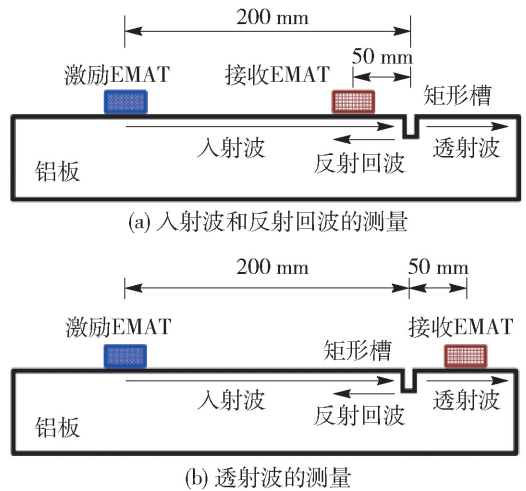 200 mm
50 mm
激励EMAT
接收EMAT
矩形槽
入射波
反射回波
透射波
铝板
(a) 入射波和反射回波的测量
200 mm
50 mm
激励EMAT
矩形槽
接收EMAT
入射波
反射回波
透射波
铝板
(b) 透射波的测量